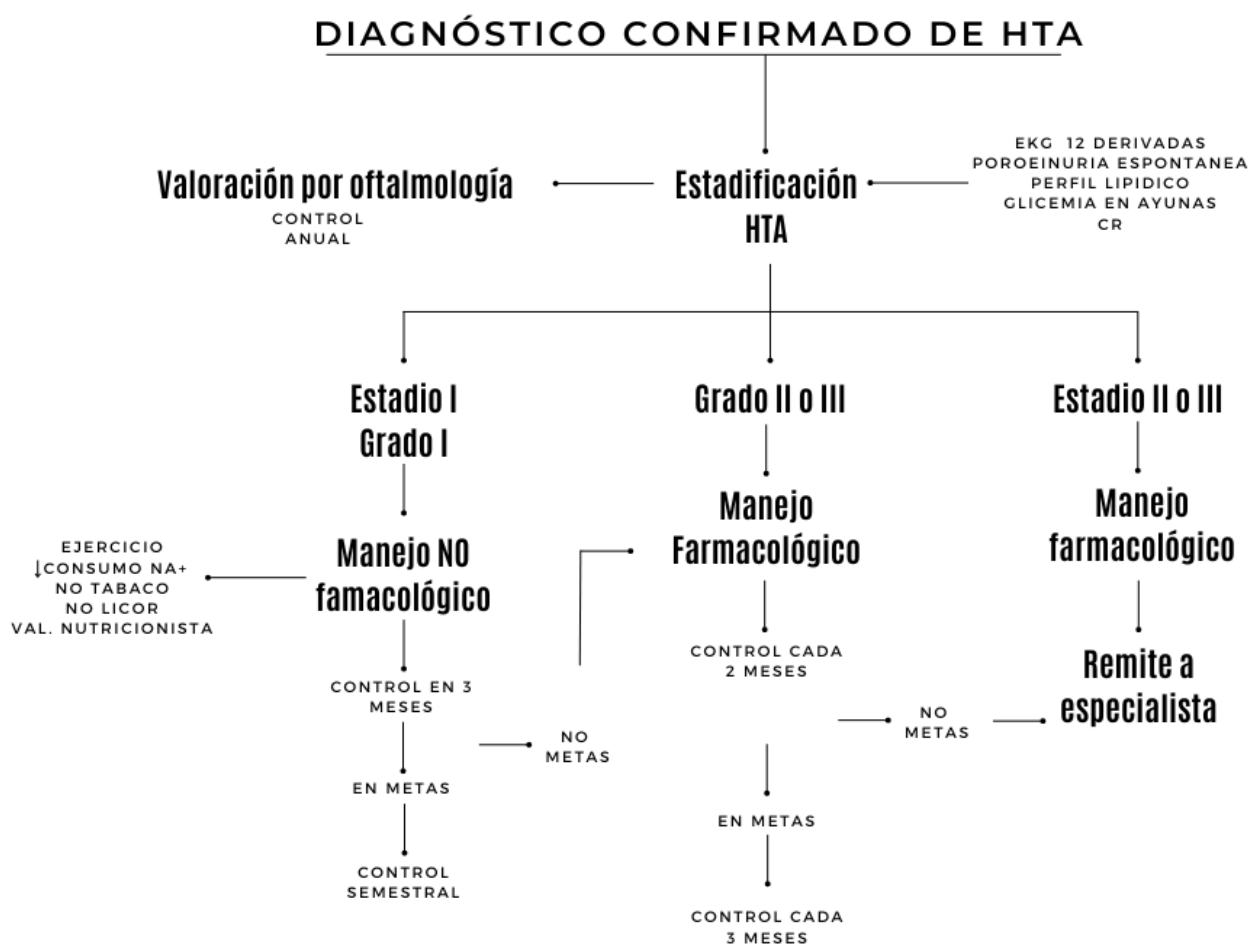 DIAGNÓSTICO CONFIRMADO DE HTA
EKG 12 DERIVADAS
POROEINURIA ESPONTANEA
PERFIL LIPIDICO
GLICEMIA EN AYUNAS
CR
Valoración por oftalmología
CONTROL
ANUAL
Estadificación
HTA
Estadio I
Grado I
Grado II o III
Estadio II o III
Manejo NO
famacológico
EJERCICIO
↓CONSUMO NA+
NO TABACO
NO LICOR
VAL. NUTRICIONISTA
Manejo
Farmacológico
Manejo
farmacológico
CONTROL EN 3
MESES
NO
METAS
EN METAS
CONTROL
SEMESTRAL
CONTROL CADA
2 MESES
NO
METAS
Remite a
especialista
EN METAS
CONTROL CADA
3 MESES